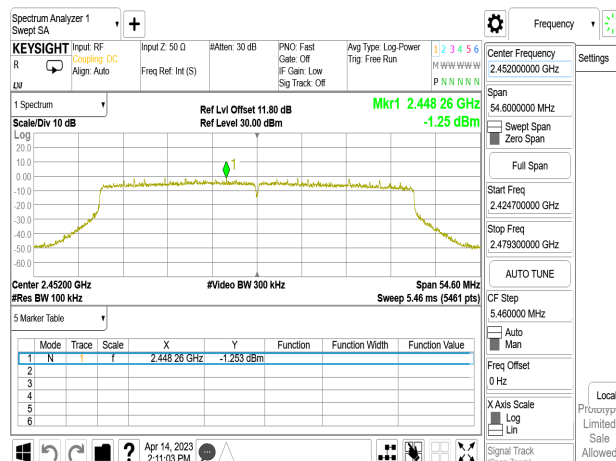 Spectrum Analyzer 1
Swept SA
Frequency
KEYSIGHT
R
LXI
Input: RF
Coupling: DC
Align: Auto
Input Z: 50 Ω
Freq Ref: Int (S)
#Atten: 30 dB
PNO: Fast
Gate: Off
IF Gain: Low
Sig Track: Off
Avg Type: Log-Power
Trig: Free Run
1 2 3 4 5 6
M W W W W W
P N N N N N
1 Spectrum
Scale/Div 10 dB
Ref Lvl Offset 11.80 dB
Ref Level 30.00 dBm
Mkr1 2.448 26 GHz
-1.25 dBm
Log
20.0
10.0
0.00
-10.0
-20.0
-30.0
-40.0
-50.0
-60.0
1
Center 2.45200 GHz
#Res BW 100 kHz
#Video BW 300 kHz
Span 54.60 MHz
Sweep 5.46 ms (5461 pts)
5 Marker Table
Mode Trace Scale X Y Function Function Width Function Value
1 N 1 f 2.448 26 GHz -1.253 dBm
2
3
4
5
6
Apr 14, 2023
2:11:03 PM
?
Center Frequency
2.452000000 GHz
Settings
Span
54.6000000 MHz
Swept Span
Zero Span
Full Span
Start Freq
2.424700000 GHz
Stop Freq
2.479300000 GHz
AUTO TUNE
CF Step
5.460000 MHz
Auto
Man
Freq Offset
0 Hz
X Axis Scale
Log
Lin
Signal Track
Local
Limited
Sale
Allowed